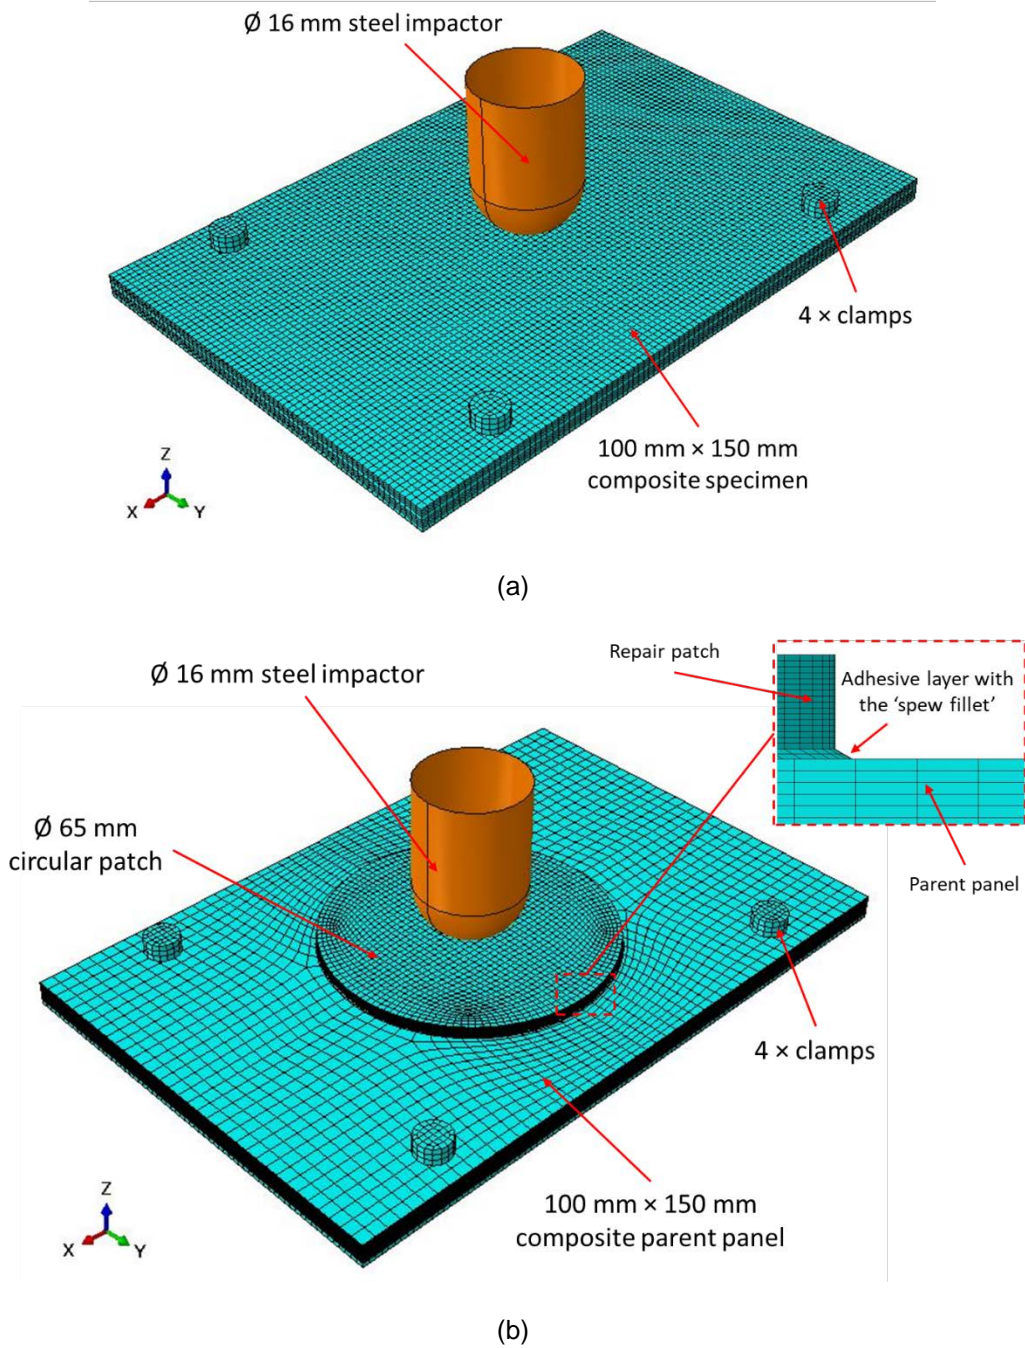 Ø 16 mm steel impactor
4 × clamps
100 mm × 150 mm
composite specimen
Z
X
Y
(a)
Repair patch
Adhesive layer with
the ‘spew fillet’
Ø 16 mm steel impactor
Ø 65 mm
circular patch
Parent panel
4 × clamps
100 mm × 150 mm
composite parent panel
Z
X
Y
(b)